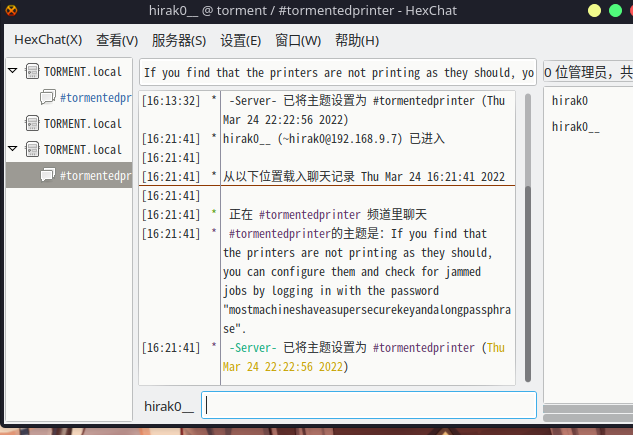 hirak0__ @ torment / #tormentedprinter - HexChat
HexChat(X) 查看(V) 服务器(S) 设置(E) 窗口(W) 帮助(H)
TORMENT.local
#tormentedpr
TORMENT.local
TORMENT.local
#tormentedpr
If you find that the printers are not printing as they should, yo
[16:13:32] * -Server- 已将主题设置为 #tormentedprinter (Thu
Mar 24 22:22:56 2022)
[16:21:41] * hirak0__ (~hirak0@192.168.9.7) 已进入
[16:21:41]
[16:21:41] * 从以下位置载入聊天记录 Thu Mar 24 16:21:41 2022
[16:21:41]
[16:21:41] * 正在 #tormentedprinter 频道里聊天
[16:21:41] * #tormentedprinter的主题是: If you find that
the printers are not printing as they should,
you can configure them and check for jammed
jobs by logging in with the password
"mostmachineshaveasupersecurekeyandalongpassphra
se".
[16:21:41] * -Server- 已将主题设置为 #tormentedprinter (Thu
Mar 24 22:22:56 2022)
hirak0__
0 位管理员，共
hirak0
hirak0__